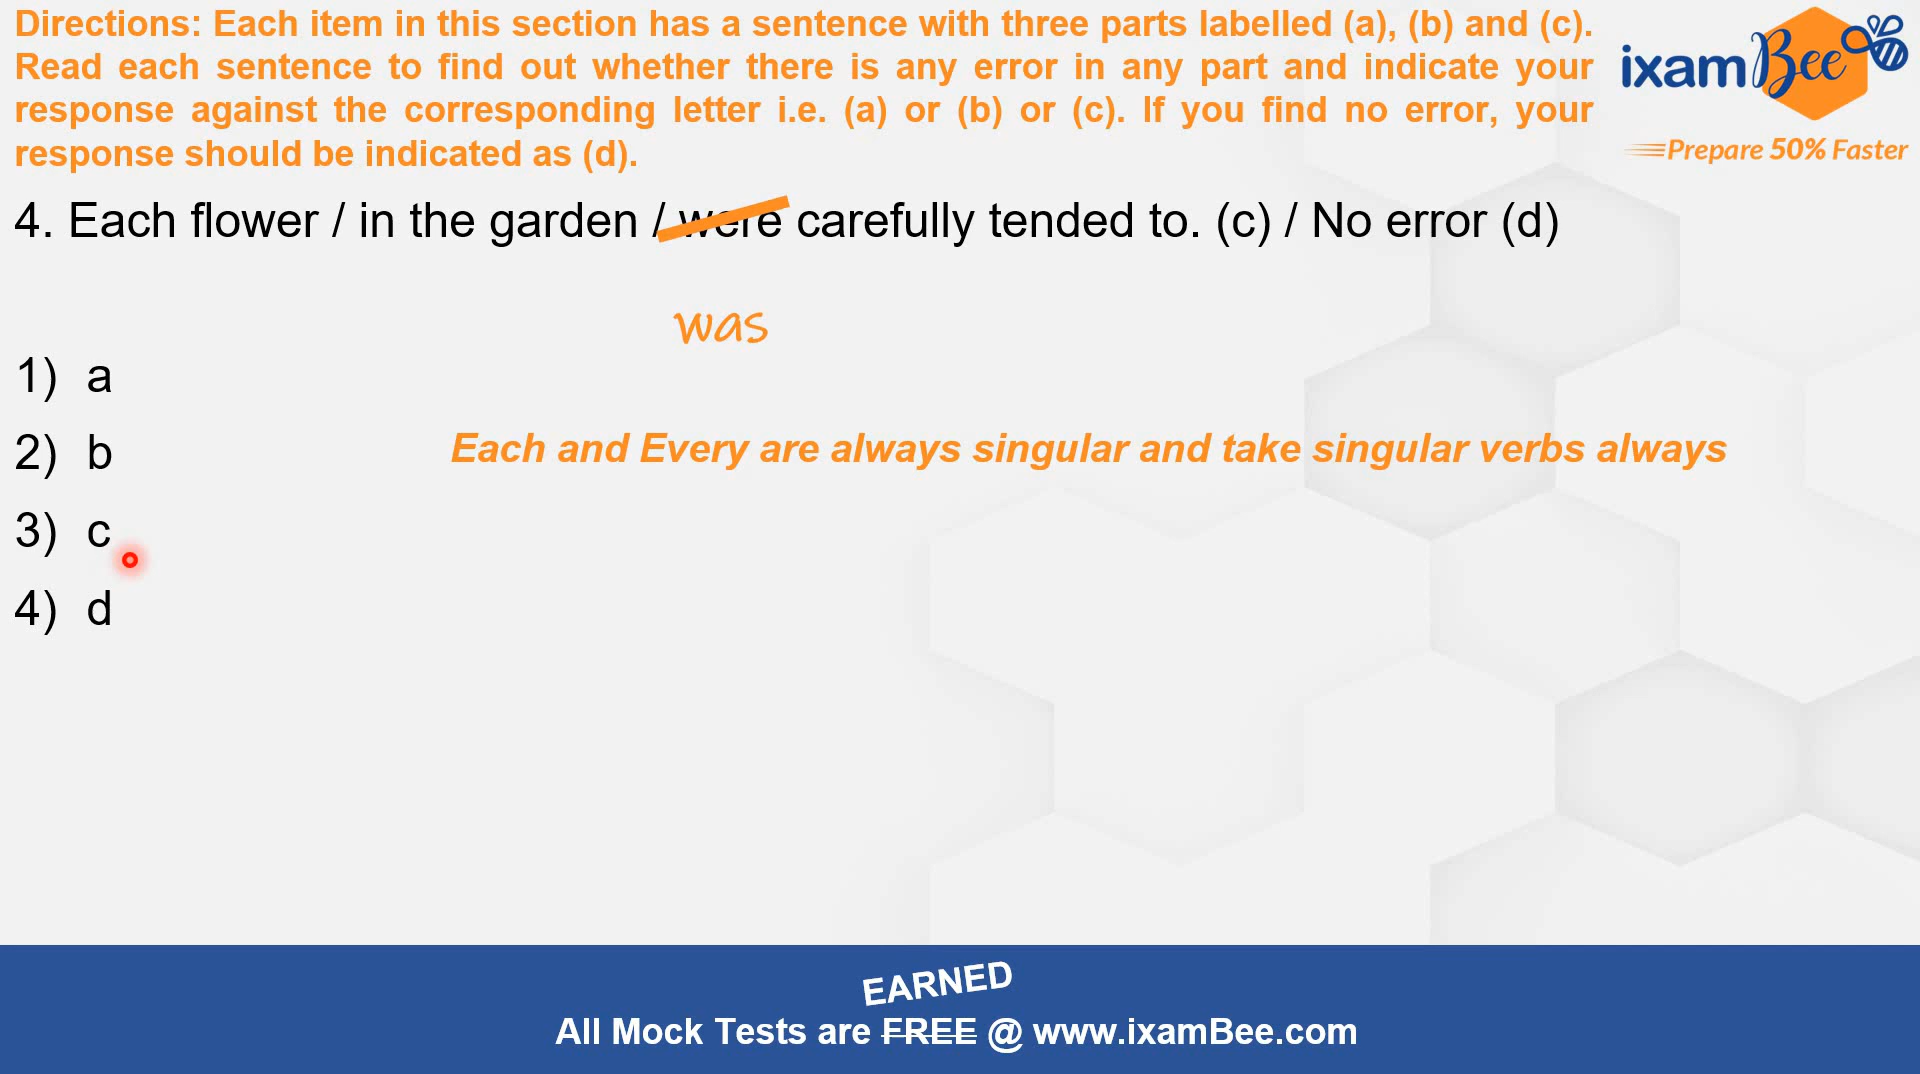 Directions: Each item in this section has a sentence with three parts labelled (a), (b) and (c).
Read each sentence to find out whether there is any error in any part and indicate your
response against the corresponding letter i.e. (a) or (b) or (c). If you find no error, your
response should be indicated as (d).
ixamBee
Prepare 50% Faster
4. Each flower / in the garden / were carefully tended to. (c) / No error (d)
was
1) a
2) b
Each and Every are always singular and take singular verbs always
3) c
4) d
EARNED
All Mock Tests are FREE @ www.ixamBee.com